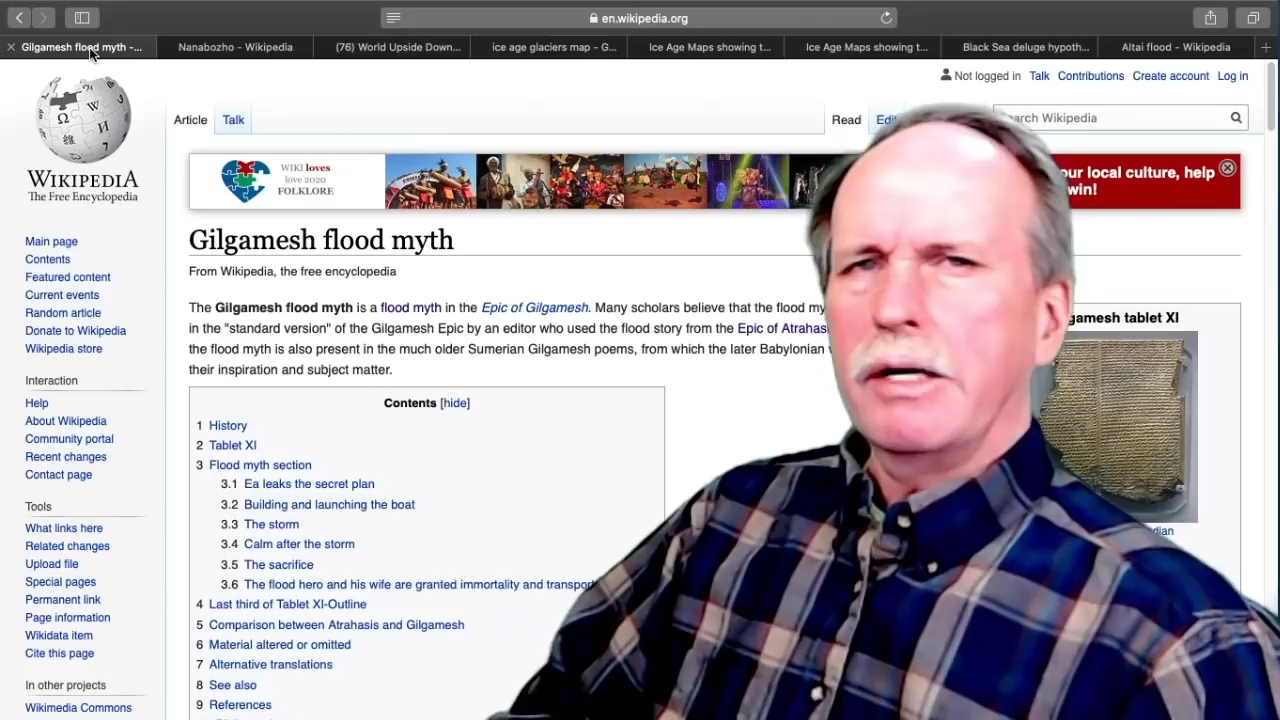 en.wikipedia.org
Gilgamesh flood myth -...
Nanabozho - Wikipedia
(76) World Upside Down...
ice age glaciers map - G...
Ice Age Maps showing t...
Ice Age Maps showing t...
Black Sea deluge hypoth...
Altai flood - Wikipedia
Not logged in Talk Contributions Create account Log in
Article Talk
Read
Search Wikipedia
WIKIPEDIA
The Free Encyclopedia
WIKI loves
love 2020
FOLKLORE
our local culture, help
win!
Main page
Contents
Featured content
Current events
Random article
Donate to Wikipedia
Wikipedia store
Interaction
Help
About Wikipedia
Community portal
Recent changes
Contact page
Tools
What links here
Related changes
Upload file
Special pages
Permanent link
Page information
Wikidata item
Cite this page
In other projects
Wikimedia Commons
Gilgamesh flood myth
From Wikipedia, the free encyclopedia
The Gilgamesh flood myth is a flood myth in the Epic of Gilgamesh. Many scholars believe that the flood my
in the "standard version" of the Gilgamesh Epic by an editor who used the flood story from the Epic of Atrahas
the flood myth is also present in the much older Sumerian Gilgamesh poems, from which the later Babylonian
their inspiration and subject matter.
Contents [hide]
1 History
2 Tablet XI
3 Flood myth section
3.1 Ea leaks the secret plan
3.2 Building and launching the boat
3.3 The storm
3.4 Calm after the storm
3.5 The sacrifice
3.6 The flood hero and his wife are granted immortality and transport
4 Last third of Tablet XI-Outline
5 Comparison between Atrahasis and Gilgamesh
6 Material altered or omitted
7 Alternative translations
8 See also
9 References
gamesh tablet XI
dian